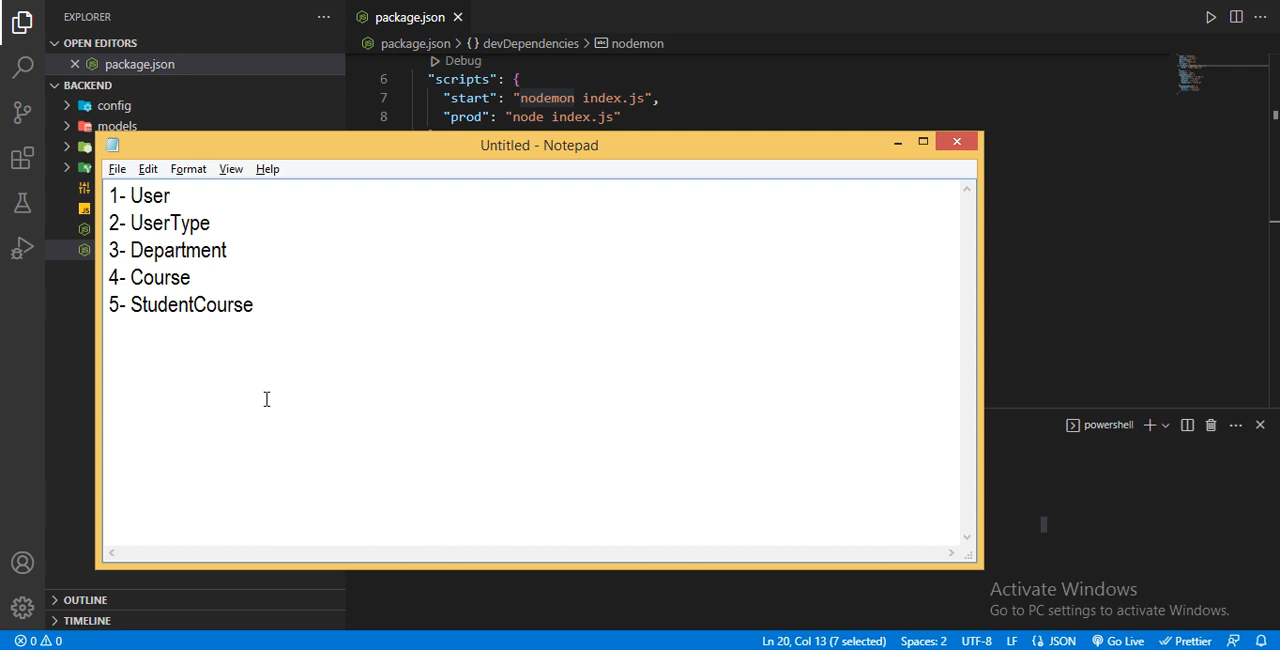 EXPLORER
package.json
OPEN EDITORS
package.json
package.json > {} devDependencies > nodemon
Debug
BACKEND
6 "scripts": {
config
7 "start": "nodemon index.js",
8 "prod": "node index.js"
models
Untitled - Notepad
File Edit Format View Help
1- User
2- UserType
3- Department
4- Course
5- StudentCourse
powershell
OUTLINE
TIMELINE
Activate Windows
Go to PC settings to activate Windows.
0 0
Ln 20, Col 13 (7 selected) Spaces: 2 UTF-8 LF {} JSON Go Live Prettier